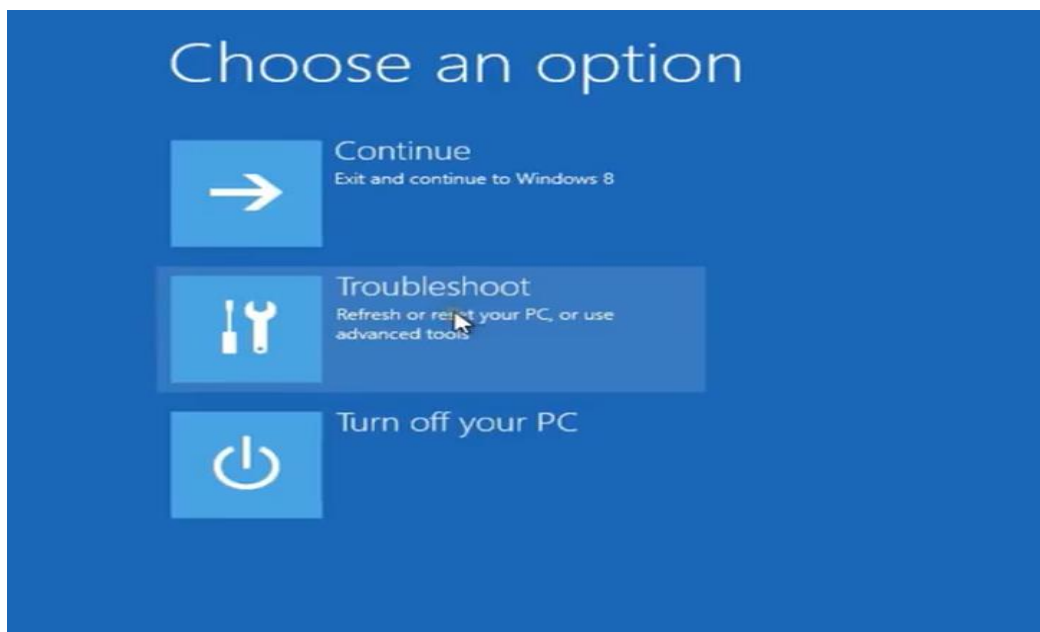 Choose an option
Continue
Exit and continue to Windows 8
Troubleshoot
Refresh or reset your PC, or use
advanced tools
Turn off your PC